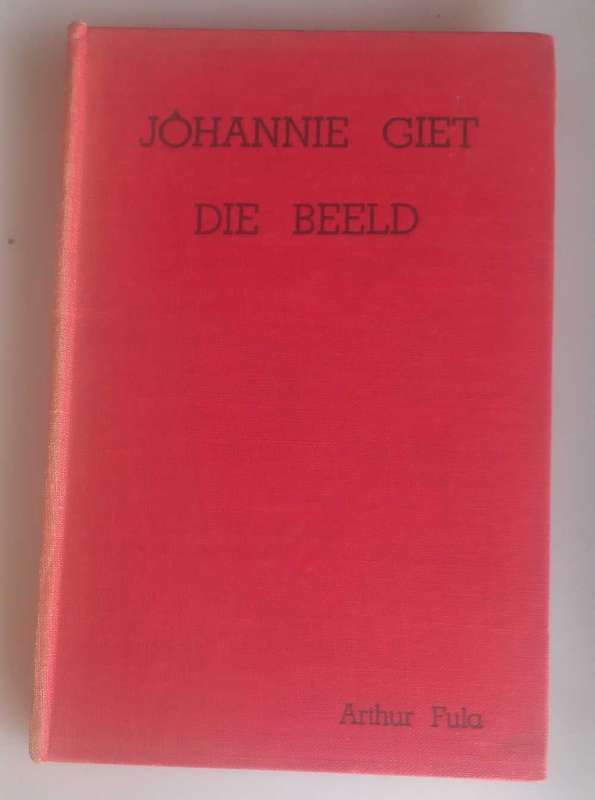 JÔHANNIE GIET
DIE BEELD
Arthur Fula